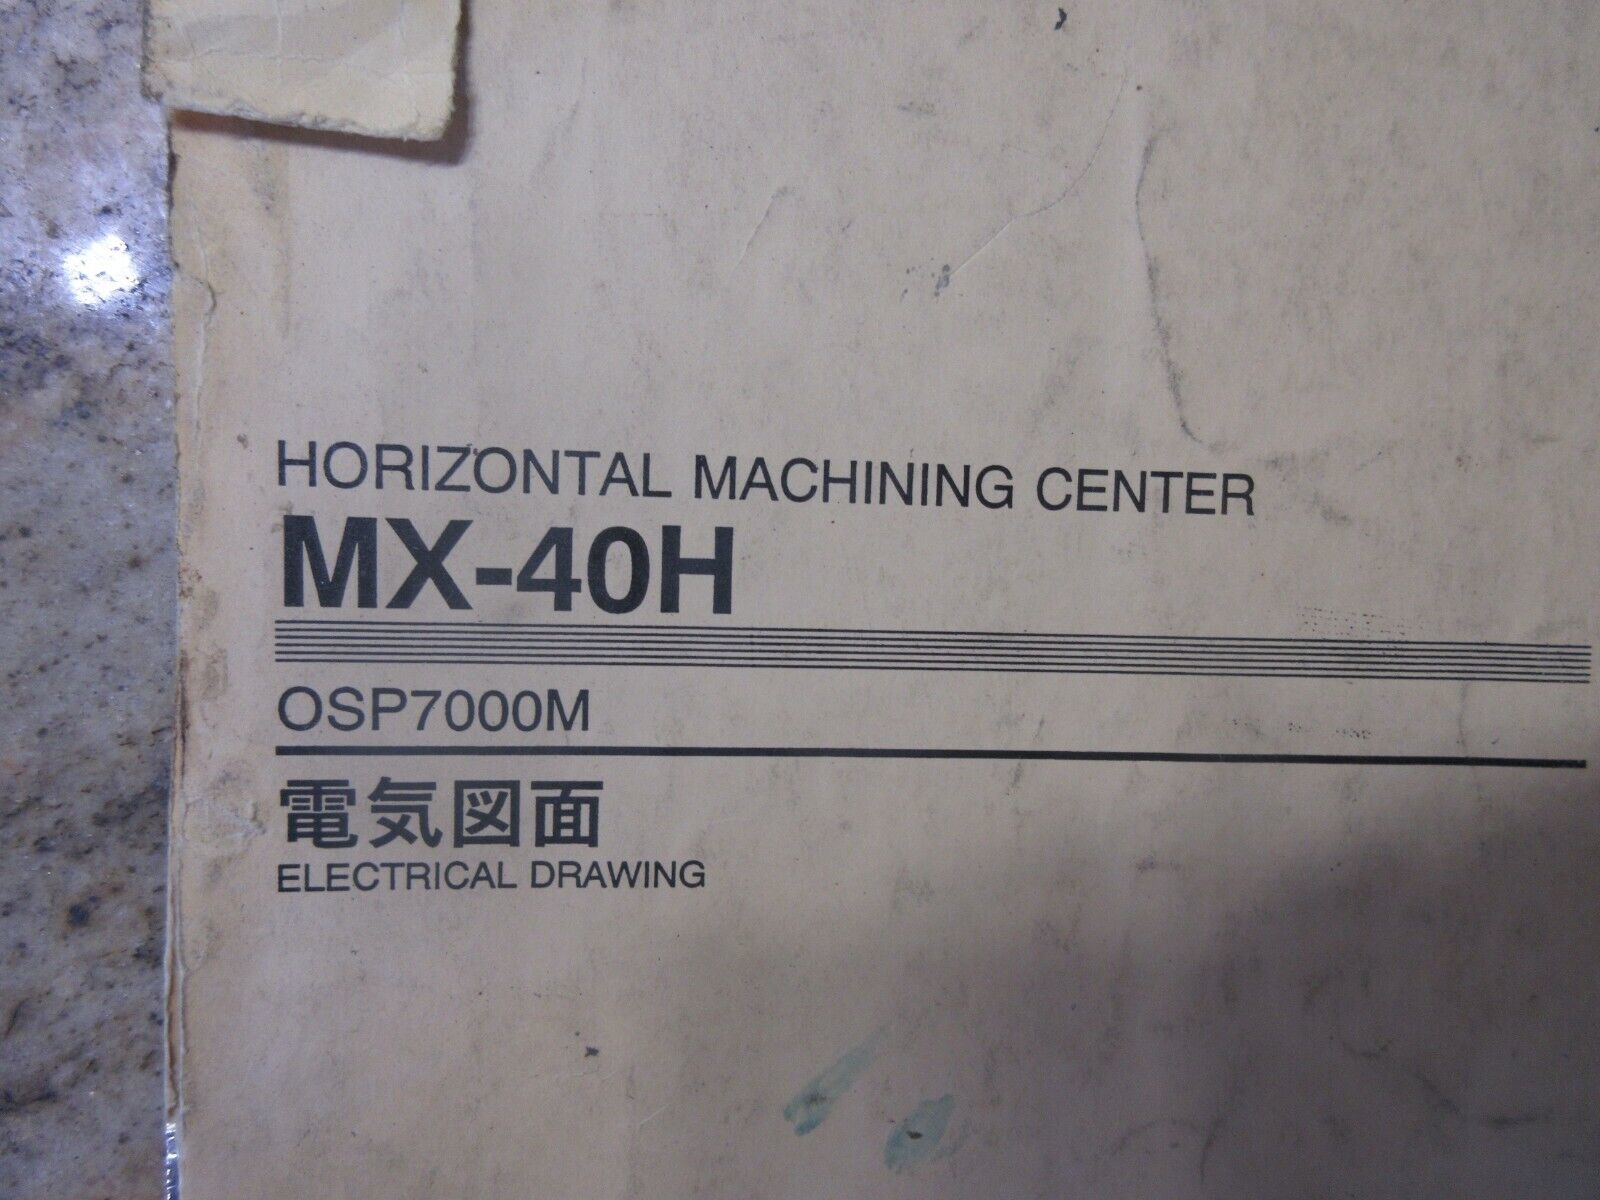 HORIZONTAL MACHINING CENTER
MX-40H
OSP7000M
電気図面
ELECTRICAL DRAWING